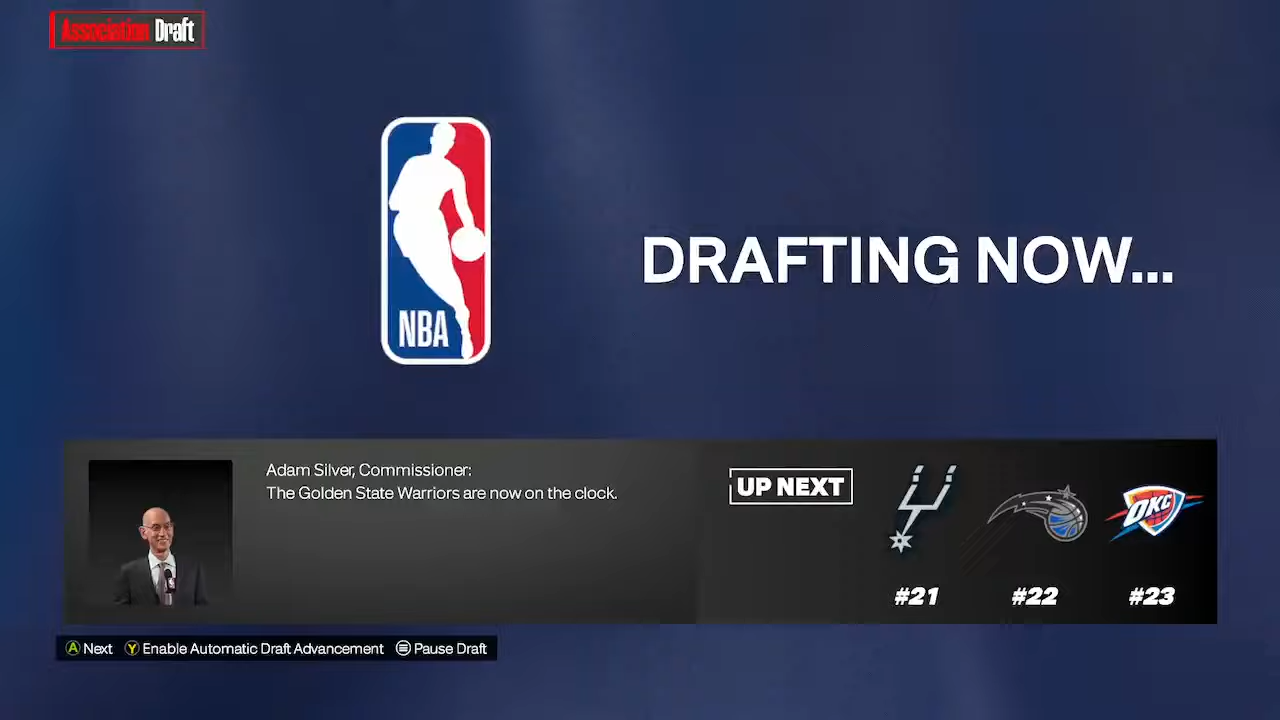 Association Draft
NBA
DRAFTING NOW...
Adam Silver, Commissioner:
The Golden State Warriors are now on the clock.
UP NEXT
OKC
#21 #22 #23
A Next Y Enable Automatic Draft Advancement Pause Draft